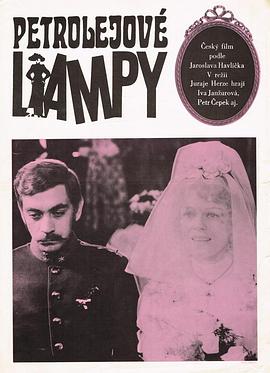 PETROLEJOVÉ
LAMPY
Český film
podle
Jaroslava Havlíčka
V režii
Juraje Herze hrají
Iva Janžurová,
Petr Čepek aj.